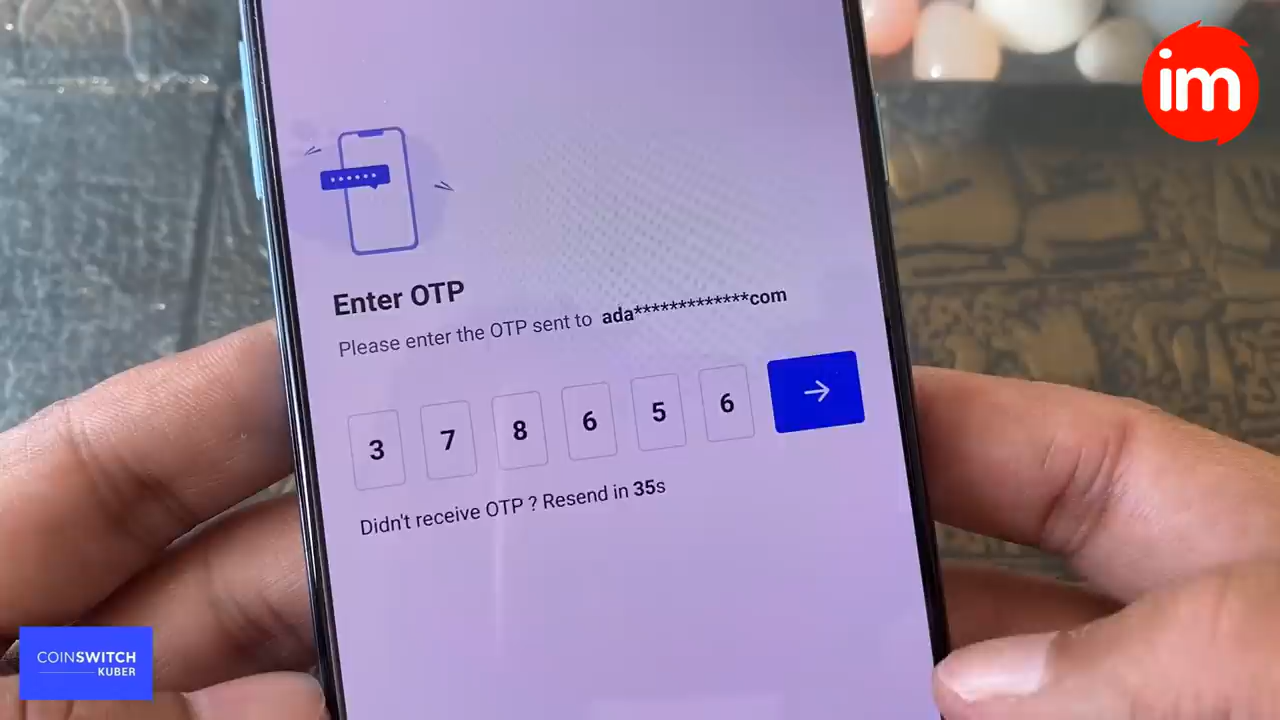 im
Enter OTP
Please enter the OTP sent to ada*************com
3 7 8 6 5 6
Didn't receive OTP ? Resend in 35s
COINSWITCH
KUBER